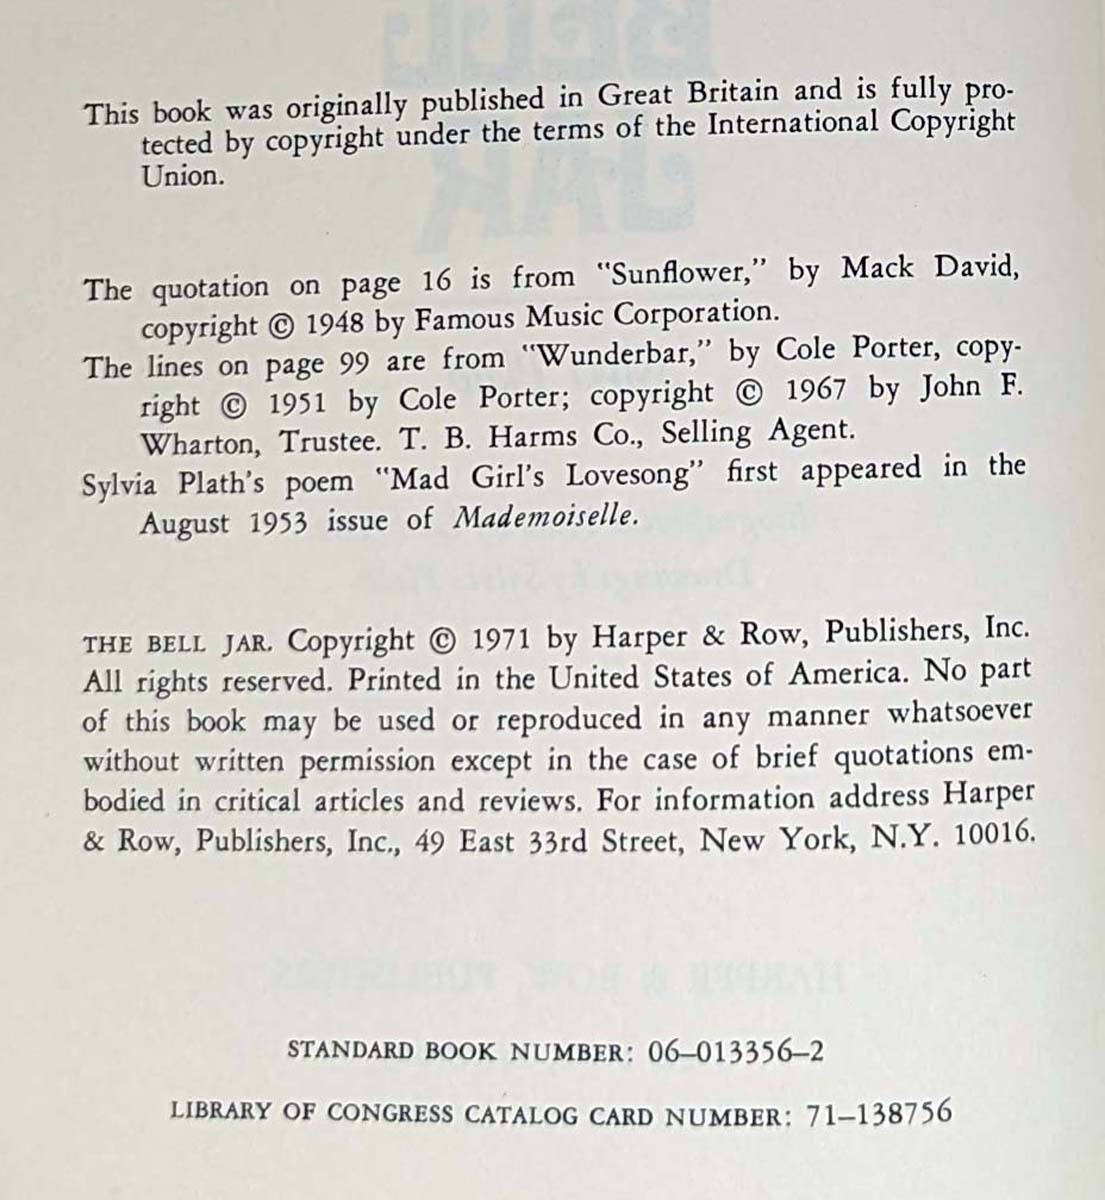 This book was originally published in Great Britain and is fully pro-
tected by copyright under the terms of the International Copyright
Union.
The quotation on page 16 is from "Sunflower," by Mack David,
copyright © 1948 by Famous Music Corporation.
The lines on page 99 are from "Wunderbar," by Cole Porter, copy-
right © 1951 by Cole Porter; copyright © 1967 by John F.
Wharton, Trustee. T. B. Harms Co., Selling Agent.
Sylvia Plath's poem "Mad Girl's Lovesong" first appeared in the
August 1953 issue of Mademoiselle.
THE BELL JAR. Copyright © 1971 by Harper & Row, Publishers, Inc.
All rights reserved. Printed in the United States of America. No part
of this book may be used or reproduced in any manner whatsoever
without written permission except in the case of brief quotations em-
bodied in critical articles and reviews. For information address Harper
& Row, Publishers, Inc., 49 East 33rd Street, New York, N.Y. 10016.
STANDARD BOOK NUMBER: 06–013356–2
LIBRARY OF CONGRESS CATALOG CARD NUMBER: 71–138756